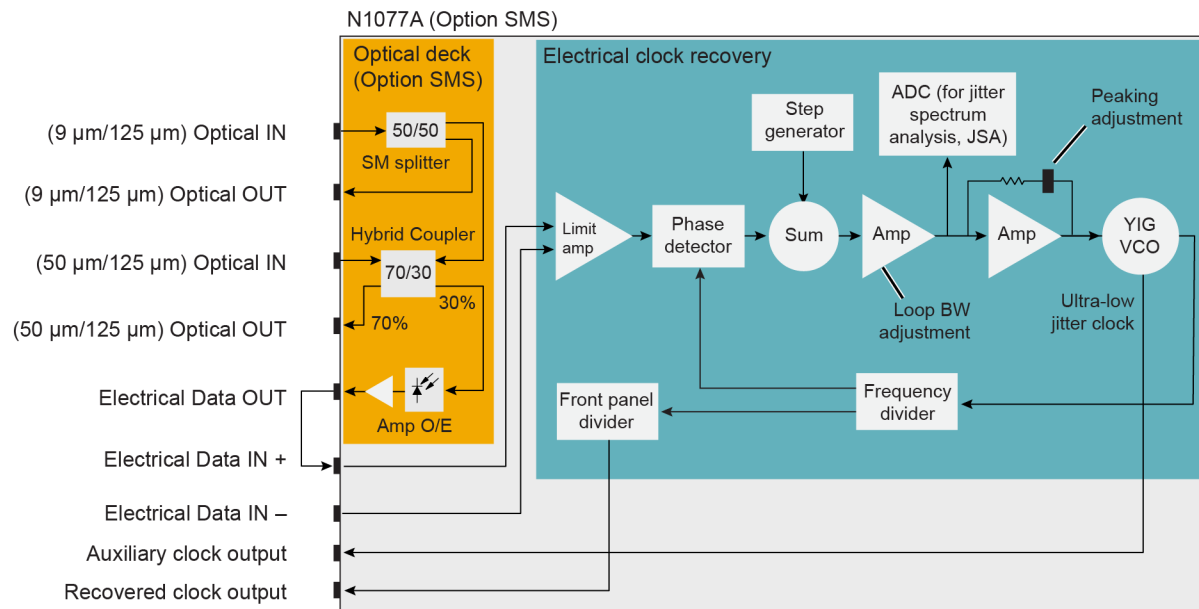 N1077A (Option SMS)
Optical deck
(Option SMS)
Electrical clock recovery
(9 µm/125 µm) Optical IN
50/50
SM splitter
(9 µm/125 µm) Optical OUT
Hybrid Coupler
(50 µm/125 µm) Optical IN
70/30
30%
70%
(50 µm/125 µm) Optical OUT
Electrical Data OUT
Amp O/E
Electrical Data IN +
Electrical Data IN –
Auxiliary clock output
Recovered clock output
Step
generator
ADC (for jitter
spectrum
analysis, JSA)
Peaking
adjustment
Limit
amp
Phase
detector
Sum
Amp
Amp
YIG
VCO
Loop BW
adjustment
Ultra-low
jitter clock
Front panel
divider
Frequency
divider